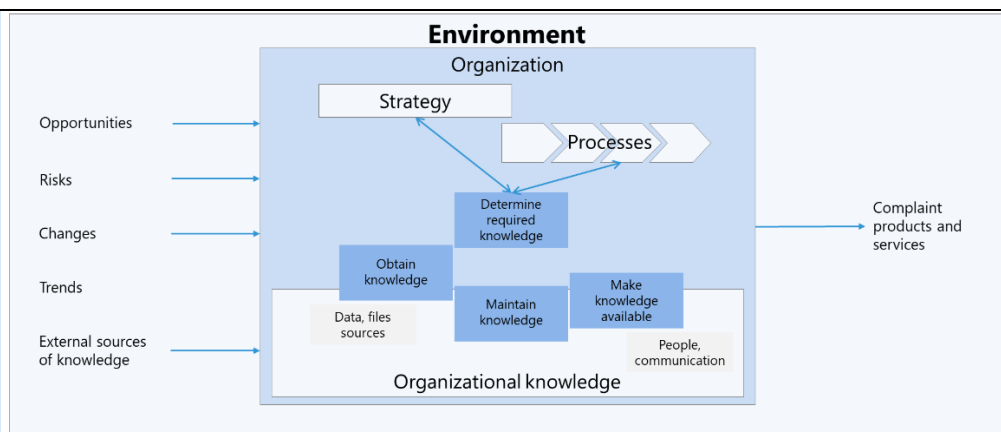 Environment
Organization
Strategy
Processes
Opportunities
Risks
Changes
Trends
External sources
of knowledge
Determine
required
knowledge
Obtain
knowledge
Maintain
knowledge
Make
knowledge
available
Data, files
sources
People,
communication
Organizational knowledge
Complaint
products and
services